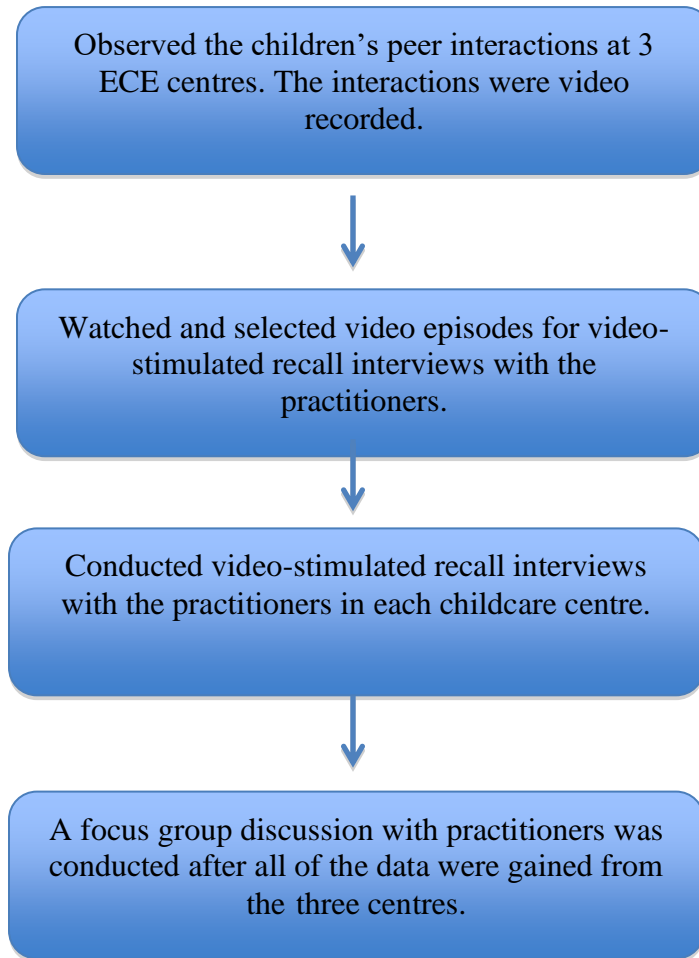 Observed the children’s peer interactions at 3
ECE centres. The interactions were video
recorded.
Watched and selected video episodes for video-
stimulated recall interviews with the
practitioners.
Conducted video-stimulated recall interviews
with the practitioners in each childcare centre.
A focus group discussion with practitioners was
conducted after all of the data were gained from
the three centres.